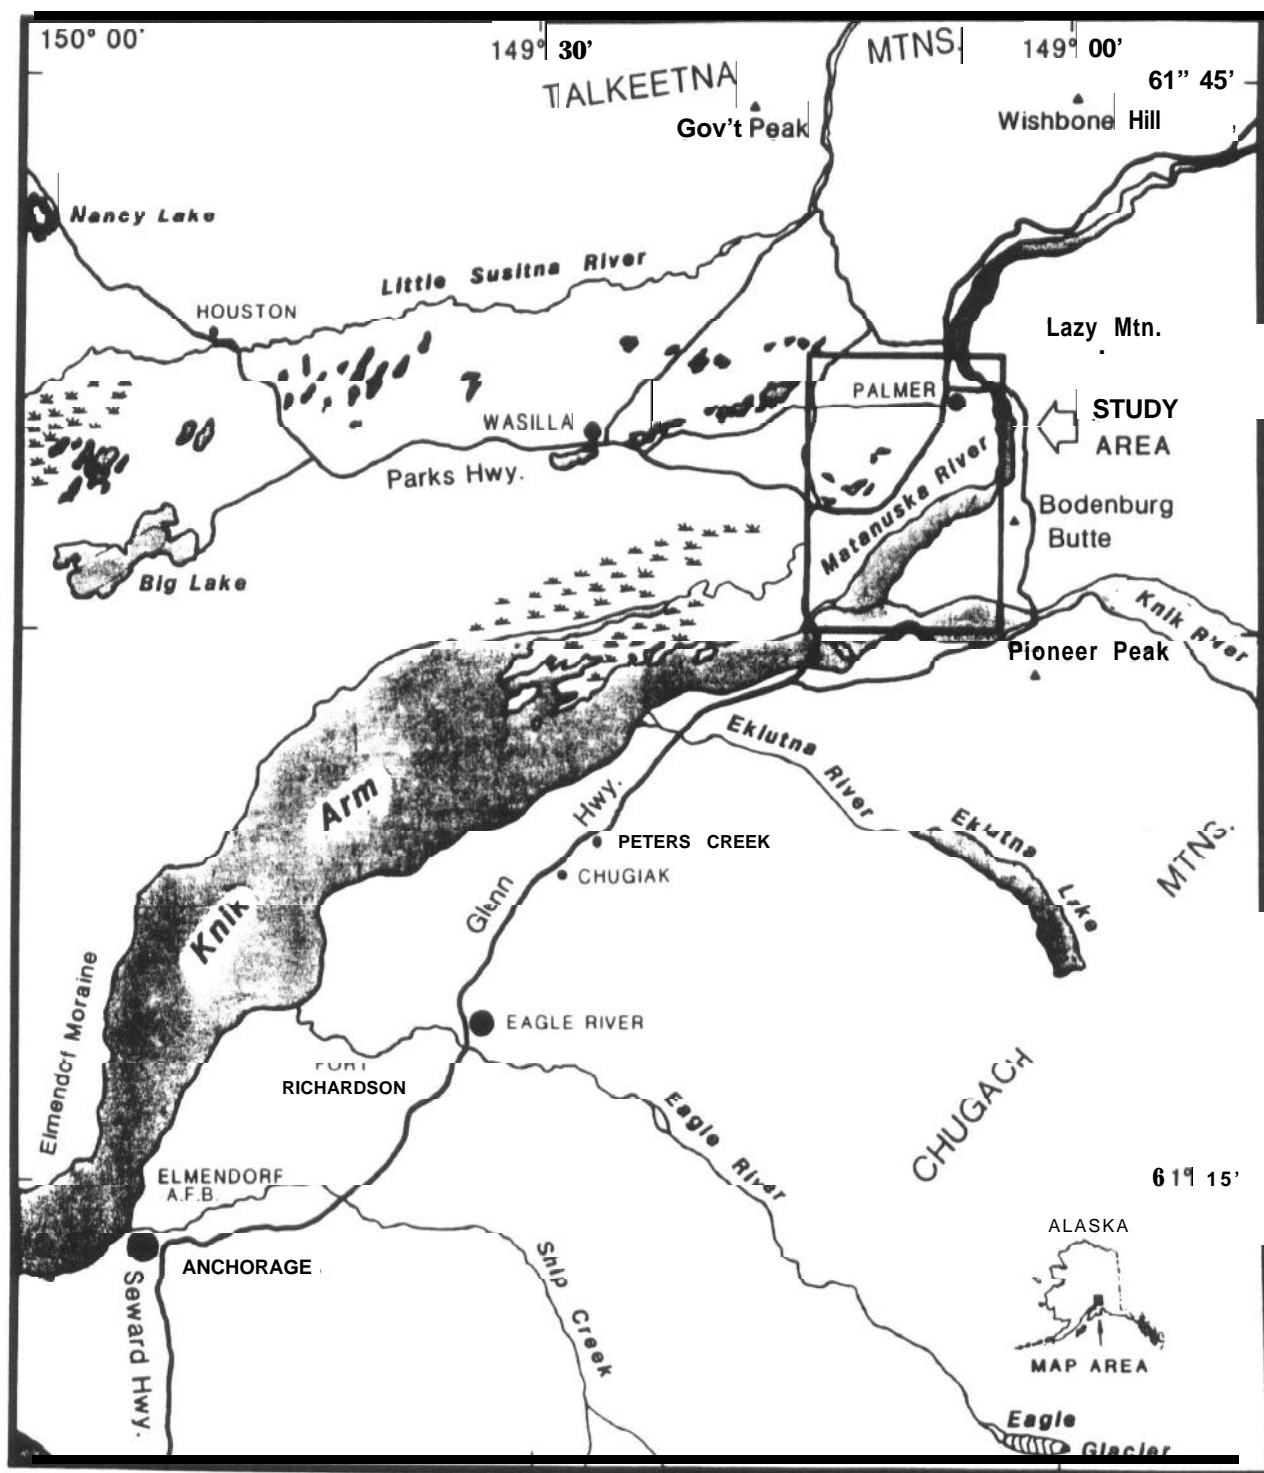 150° 00'
149° 30'
149° 00'
61" 45'
TALKEETNA
MTNS.
Gov't Peak
Wishbone Hill
Nancy Lake
Little Susitna River
HOUSTON
Lazy Mtn.
PALMER
STUDY
AREA
WASILLA
Parks Hwy.
Matanuska River
Bodenburg
Butte
Big Lake
Knik River
Pioneer Peak
Eklutna River
Knik Arm
Glenn Hwy.
PETERS CREEK
CHUGIAK
Eklutna Lake
CHUGACH MTNS.
Elmendorf Moraine
EAGLE RIVER
FORT
RICHARDSON
Eagle River
ELMENDORF
A.F.B.
61° 15'
ALASKA
ANCHORAGE
Seward Hwy.
Ship Creek
MAP AREA
Eagle
Glacier